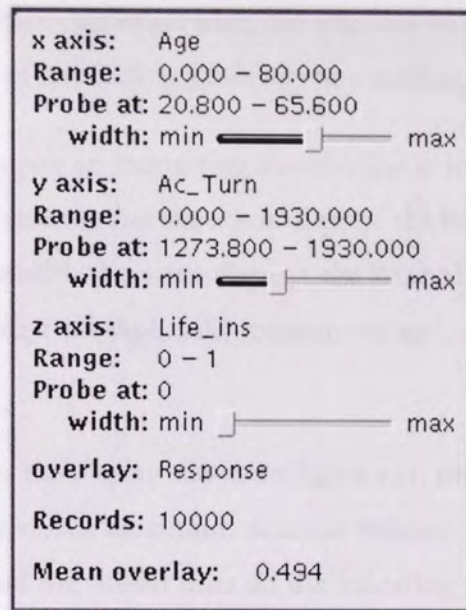 x axis: Age
Range: 0.000 – 80.000
Probe at: 20.800 – 65.600
width: min max
y axis: Ac_Turn
Range: 0.000 – 1930.000
Probe at: 1273.800 – 1930.000
width: min max
z axis: Life_ins
Range: 0 – 1
Probe at: 0
width: min max
overlay: Response
Records: 10000
Mean overlay: 0.494